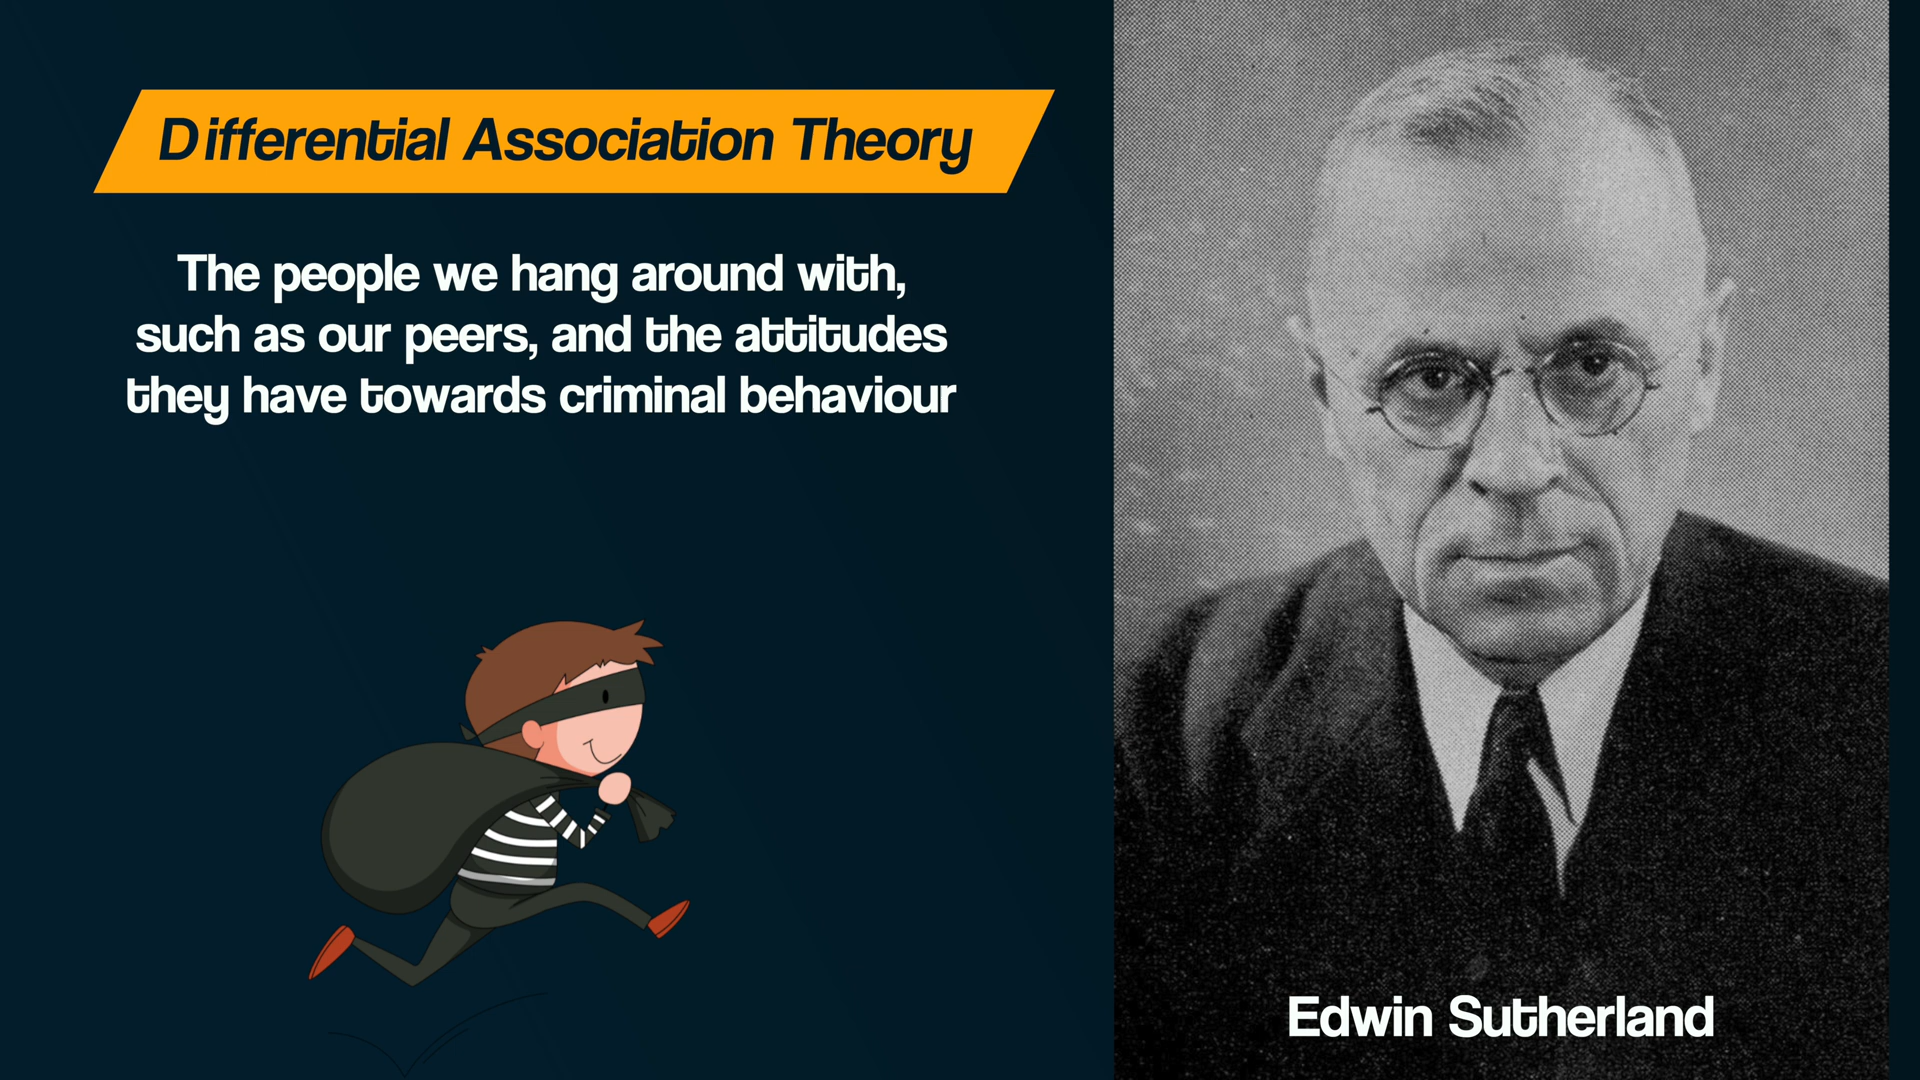 Differential Association Theory
The people we hang around with,
such as our peers, and the attitudes
they have towards criminal behaviour
Edwin Sutherland